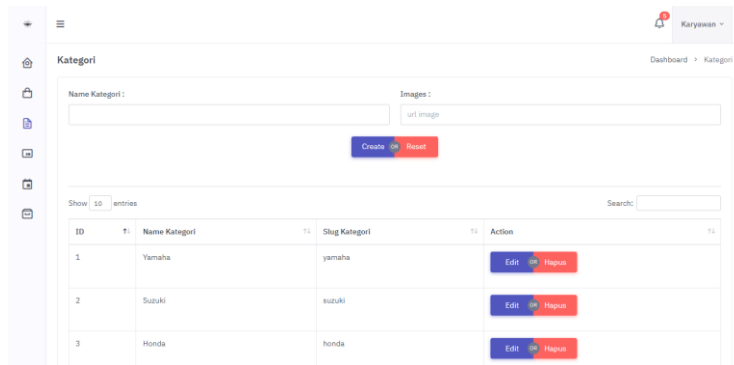 5
Karyawan
Kategori
Dashboard > Kategori
Name Kategori :
Images :
url image
Create OR Reset
Show 10 entries
Search:
ID Name Kategori Slug Kategori Action
1 Yamaha yamaha Edit OR Hapus
2 Suzuki suzuki Edit OR Hapus
3 Honda honda Edit OR Hapus